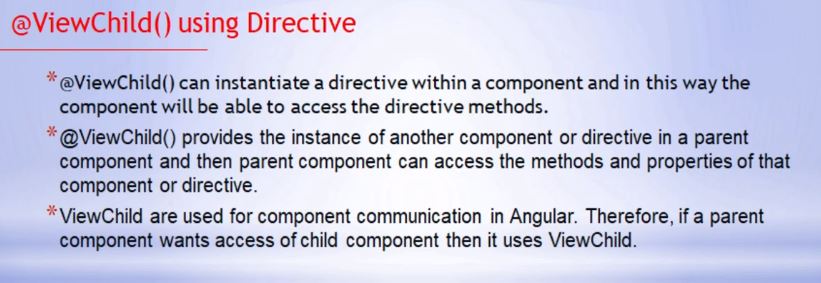 @ViewChild() using Directive
* @ViewChild() can instantiate a directive within a component and in this way the
component will be able to access the directive methods.
* @ViewChild() provides the instance of another component or directive in a parent
component and then parent component can access the methods and properties of that
component or directive.
* ViewChild are used for component communication in Angular. Therefore, if a parent
component wants access of child component then it uses ViewChild.